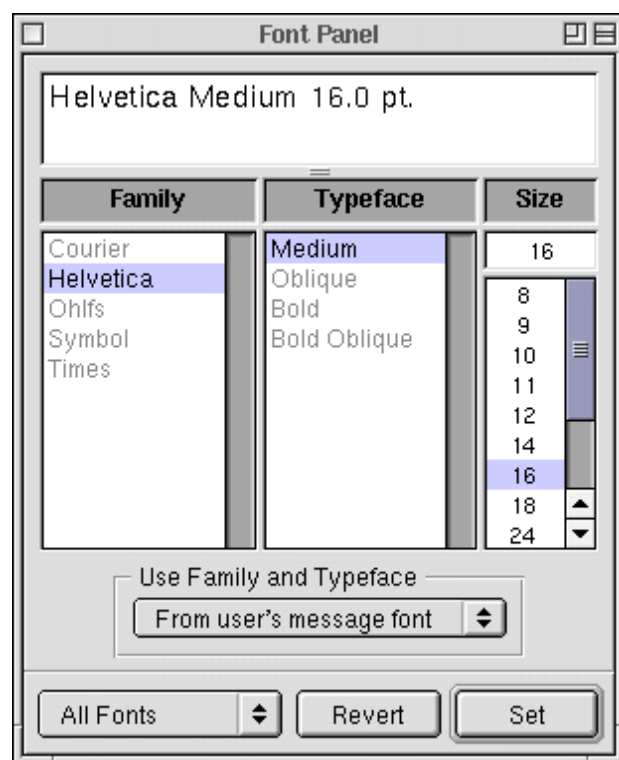 Font Panel
Helvetica Medium 16.0 pt.
Family
Typeface
Size
Courier
Helvetica
Ohlfs
Symbol
Times
Medium
Oblique
Bold
Bold Oblique
16
8
9
10
11
12
14
16
18
24
Use Family and Typeface
From user's message font
All Fonts
Revert
Set